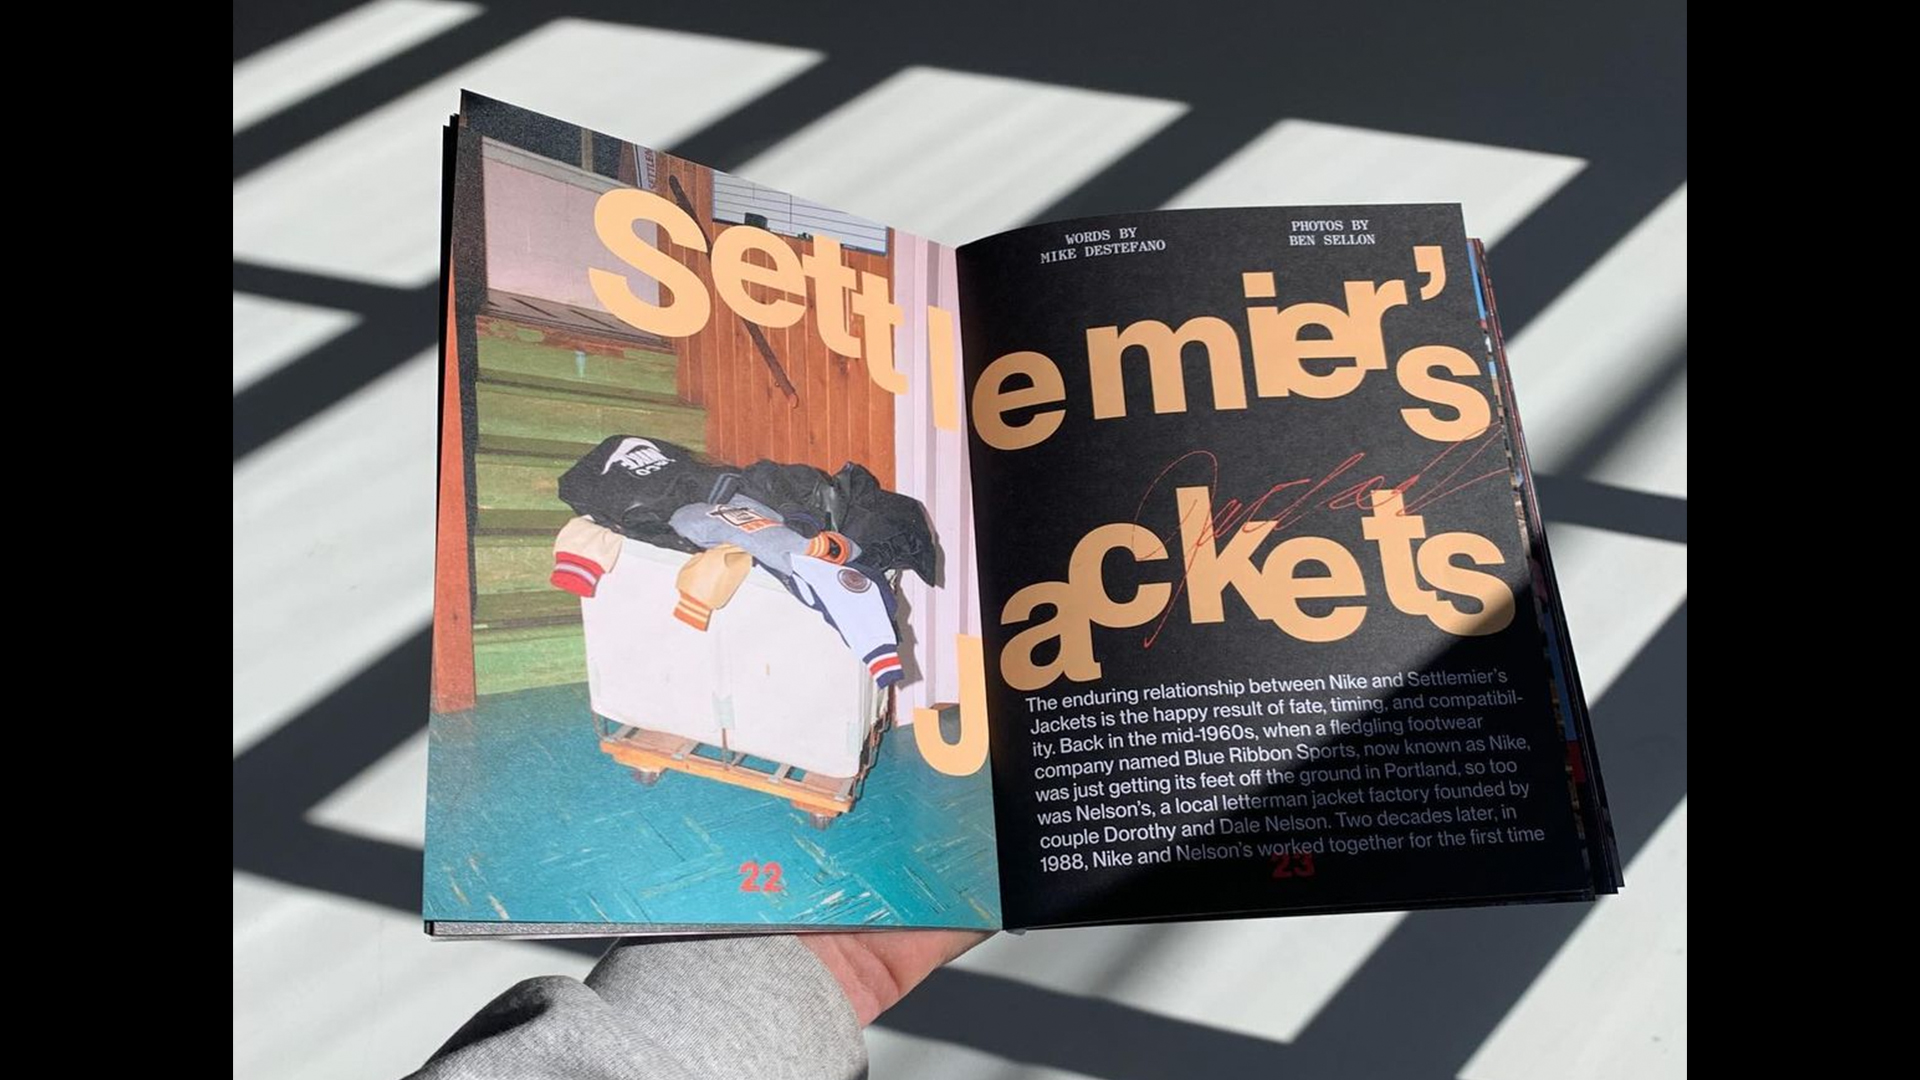 Settlemier's
Jackets
WORDS BY
MIKE DESTEFANO
PHOTOS BY
BEN SELLON
NIKE
The enduring relationship between Nike and Settlemier's
Jackets is the happy result of fate, timing, and compatibil-
ity. Back in the mid-1960s, when a fledgling footwear
company named Blue Ribbon Sports, now known as Nike,
was just getting its feet off the ground in Portland, so too
was Nelson's, a local letterman jacket factory founded by
couple Dorothy and Dale Nelson. Two decades later, in
1988, Nike and Nelson's worked together for the first time
22
23